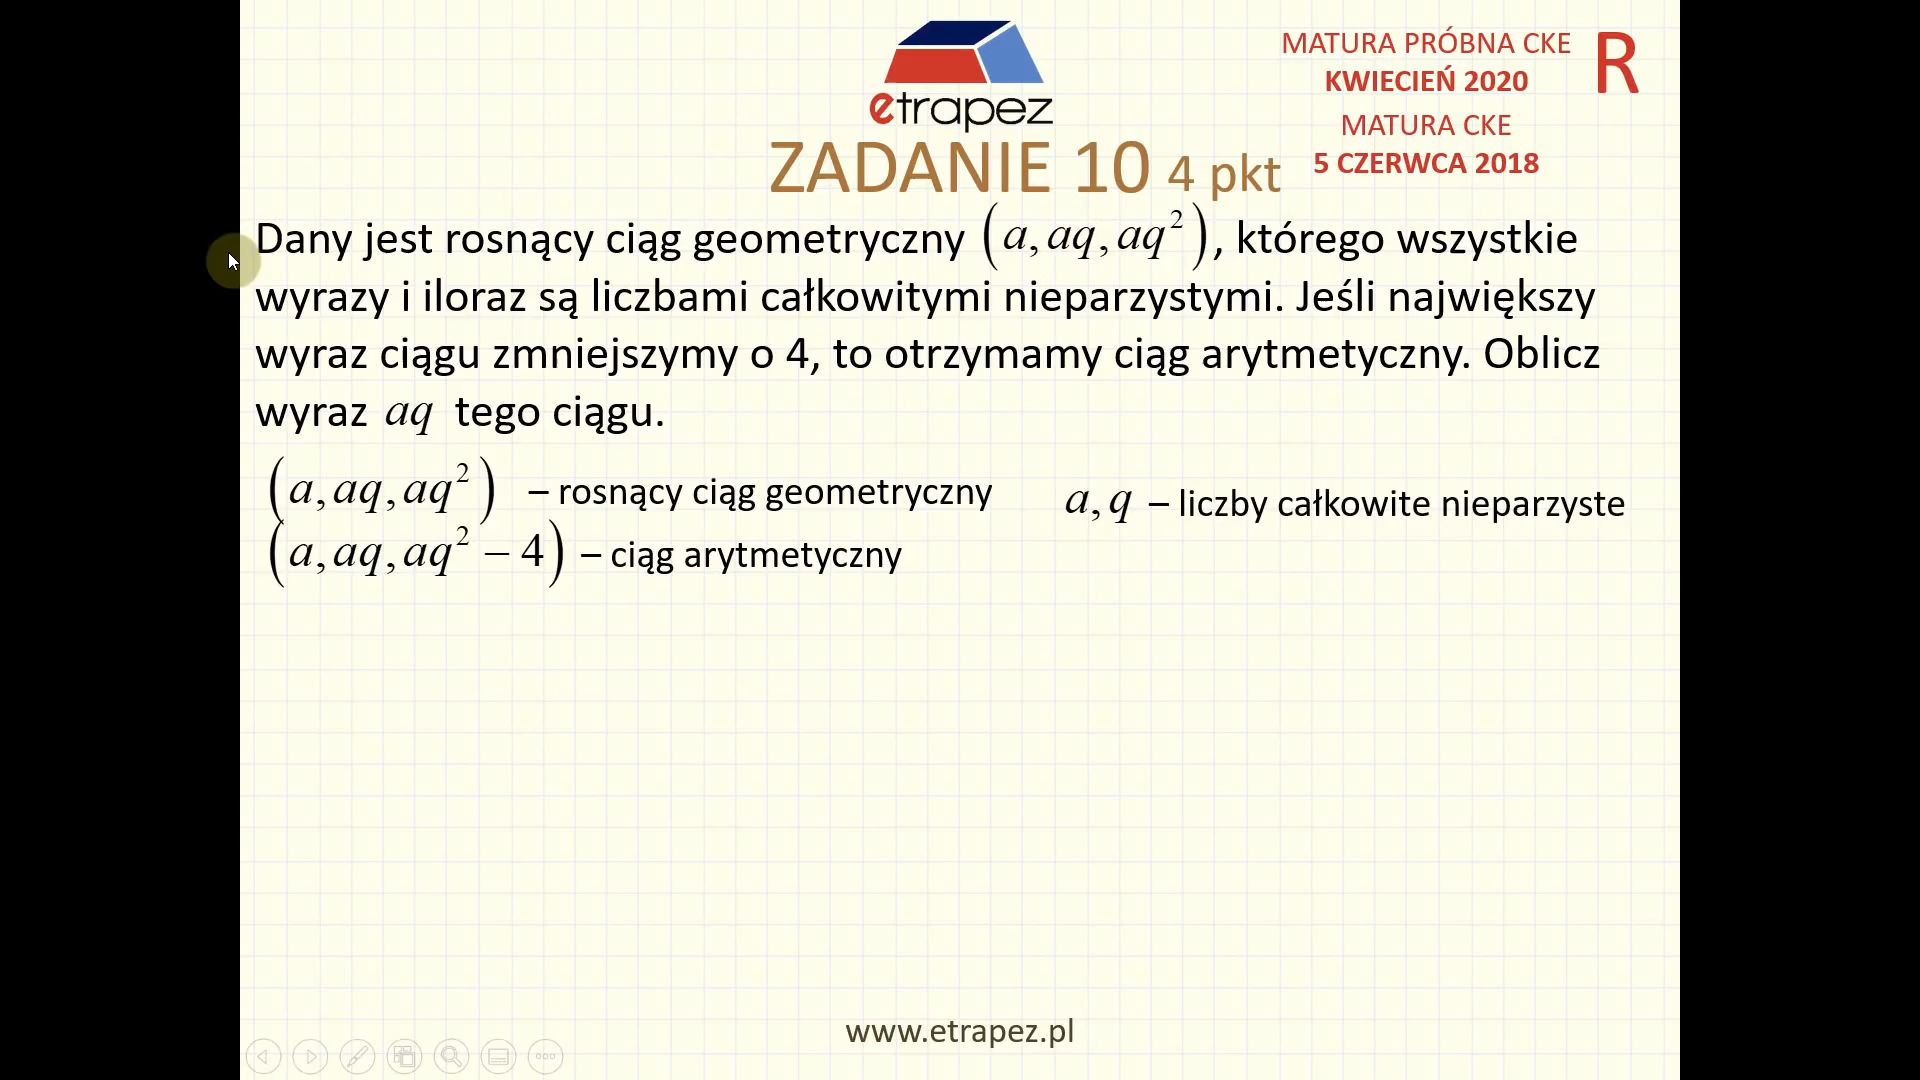 etrapez
MATURA PRÓBNA CKE
KWIECIEŃ 2020
R
MATURA CKE
5 CZERWCA 2018
ZADANIE 10 4 pkt
Dany jest rosnący ciąg geometryczny (a, aq, aq²), którego wszystkie
wyrazy i iloraz są liczbami całkowitymi nieparzystymi. Jeśli największy
wyraz ciągu zmniejszymy o 4, to otrzymamy ciąg arytmetyczny. Oblicz
wyraz aq tego ciągu.
(a, aq, aq²) – rosnący ciąg geometryczny
a, q – liczby całkowite nieparzyste
(a, aq, aq² – 4) – ciąg arytmetyczny
www.etrapez.pl